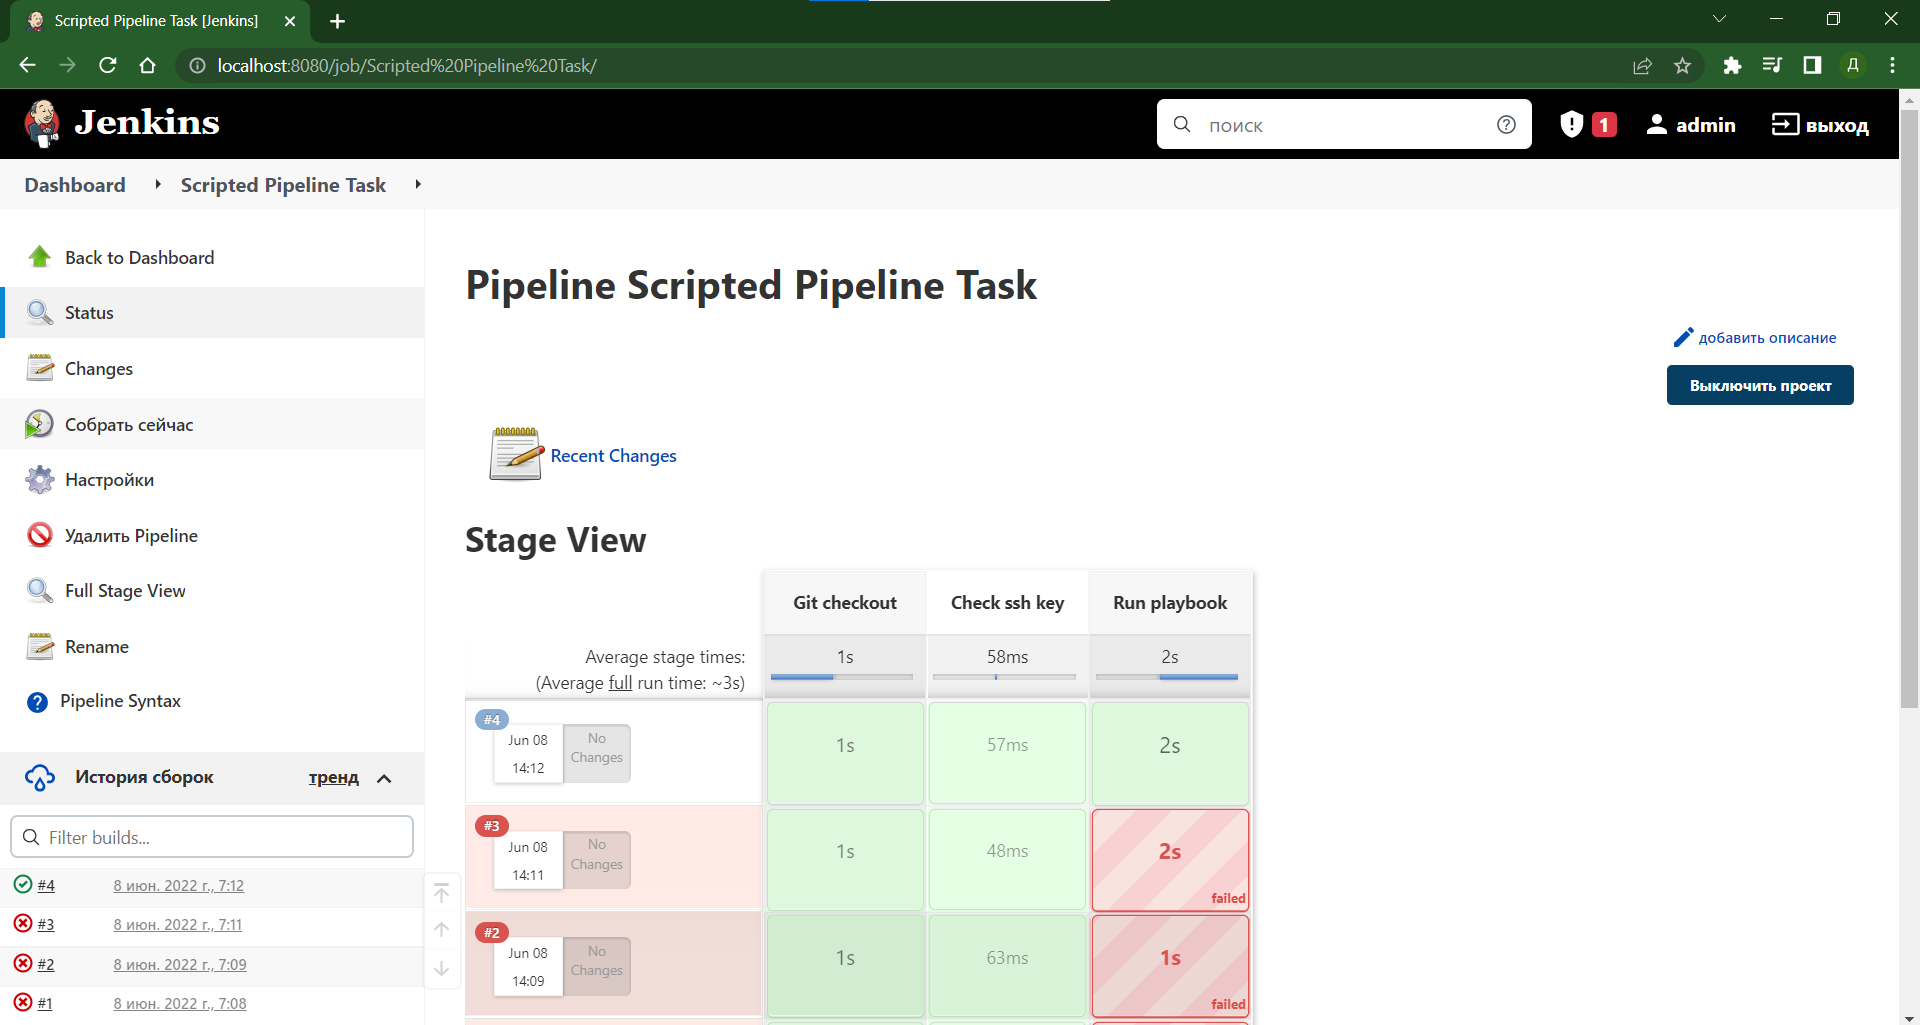 Scripted Pipeline Task [Jenkins]
localhost:8080/job/Scripted%20Pipeline%20Task/
Д
Jenkins
поиск
1
admin
выход
Dashboard
Scripted Pipeline Task
Back to Dashboard
Status
Changes
Собрать сейчас
Настройки
Удалить Pipeline
Full Stage View
Rename
Pipeline Syntax
История сборок
тренд
Filter builds...
#4 8 июн. 2022 г., 7:12
#3 8 июн. 2022 г., 7:11
#2 8 июн. 2022 г., 7:09
#1 8 июн. 2022 г., 7:08
Pipeline Scripted Pipeline Task
добавить описание
Выключить проект
Recent Changes
Stage View
Git checkout Check ssh key Run playbook
Average stage times: 1s 58ms 2s
(Average full run time: ~3s)
#4
Jun 08
14:12
No
Changes
1s 57ms 2s
#3
Jun 08
14:11
No
Changes
1s 48ms 2s
failed
#2
Jun 08
14:09
No
Changes
1s 63ms 1s
failed